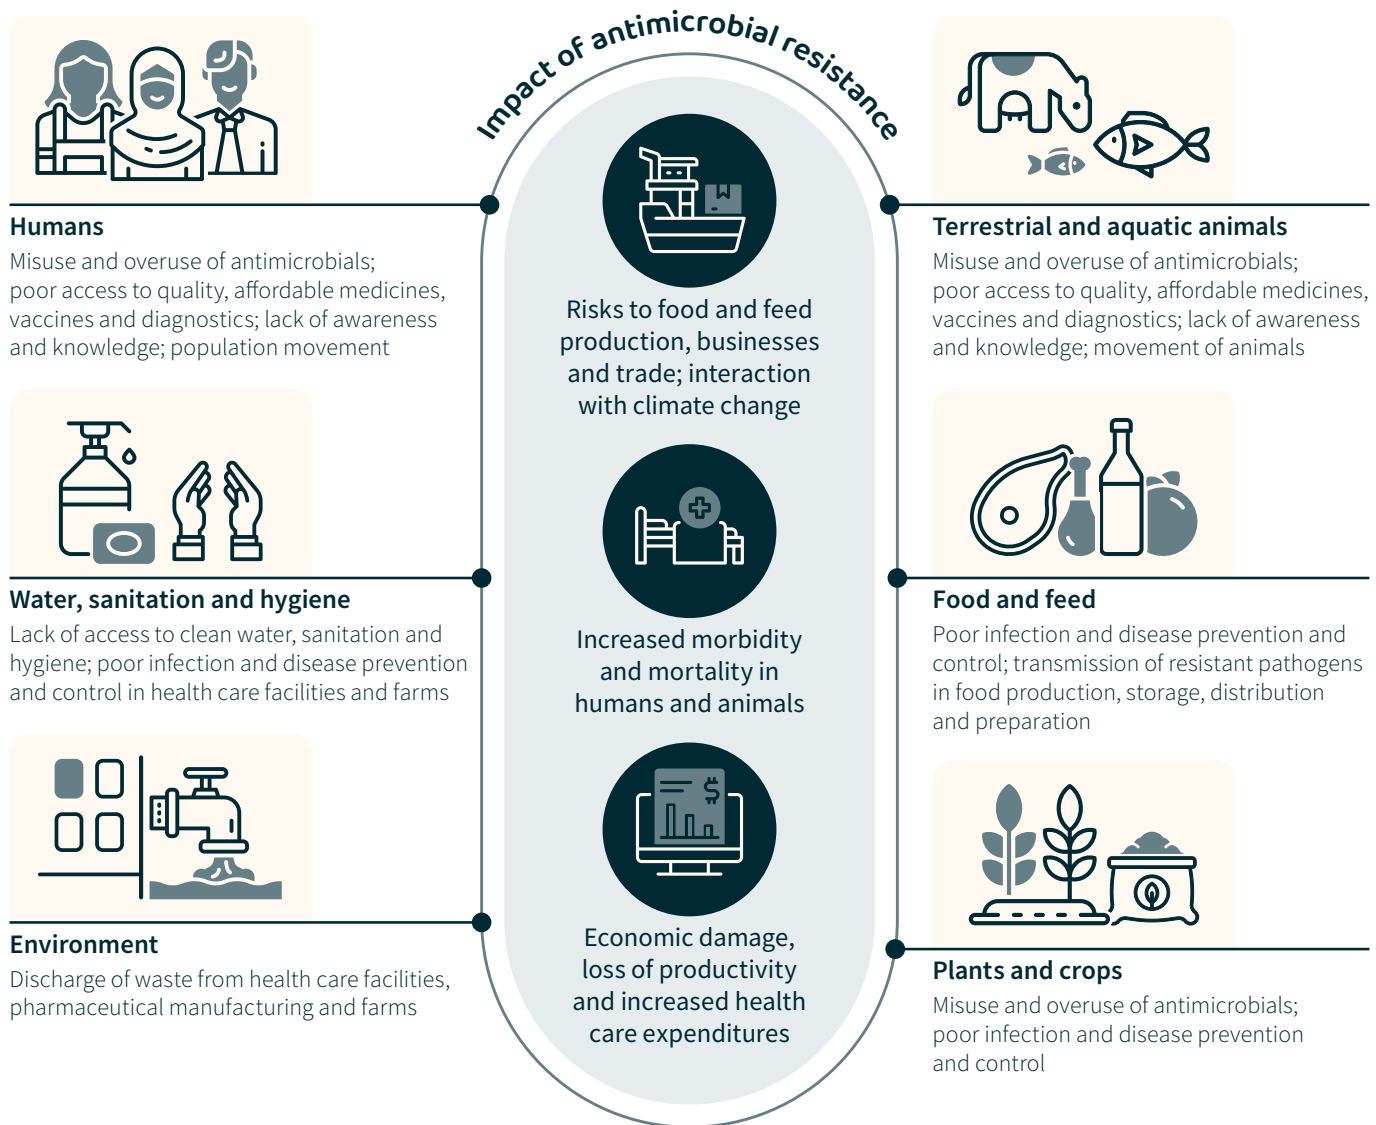 Impact of antimicrobial resistance
Humans
Misuse and overuse of antimicrobials;
poor access to quality, affordable medicines,
vaccines and diagnostics; lack of awareness
and knowledge; population movement
Water, sanitation and hygiene
Lack of access to clean water, sanitation and
hygiene; poor infection and disease prevention
and control in health care facilities and farms
Environment
Discharge of waste from health care facilities,
pharmaceutical manufacturing and farms
Risks to food and feed
production, businesses
and trade; interaction
with climate change
Increased morbidity
and mortality in
humans and animals
$
Economic damage,
loss of productivity
and increased health
care expenditures
Terrestrial and aquatic animals
Misuse and overuse of antimicrobials;
poor access to quality, affordable medicines,
vaccines and diagnostics; lack of awareness
and knowledge; movement of animals
Food and feed
Poor infection and disease prevention and
control; transmission of resistant pathogens
in food production, storage, distribution
and preparation
Plants and crops
Misuse and overuse of antimicrobials;
poor infection and disease prevention
and control